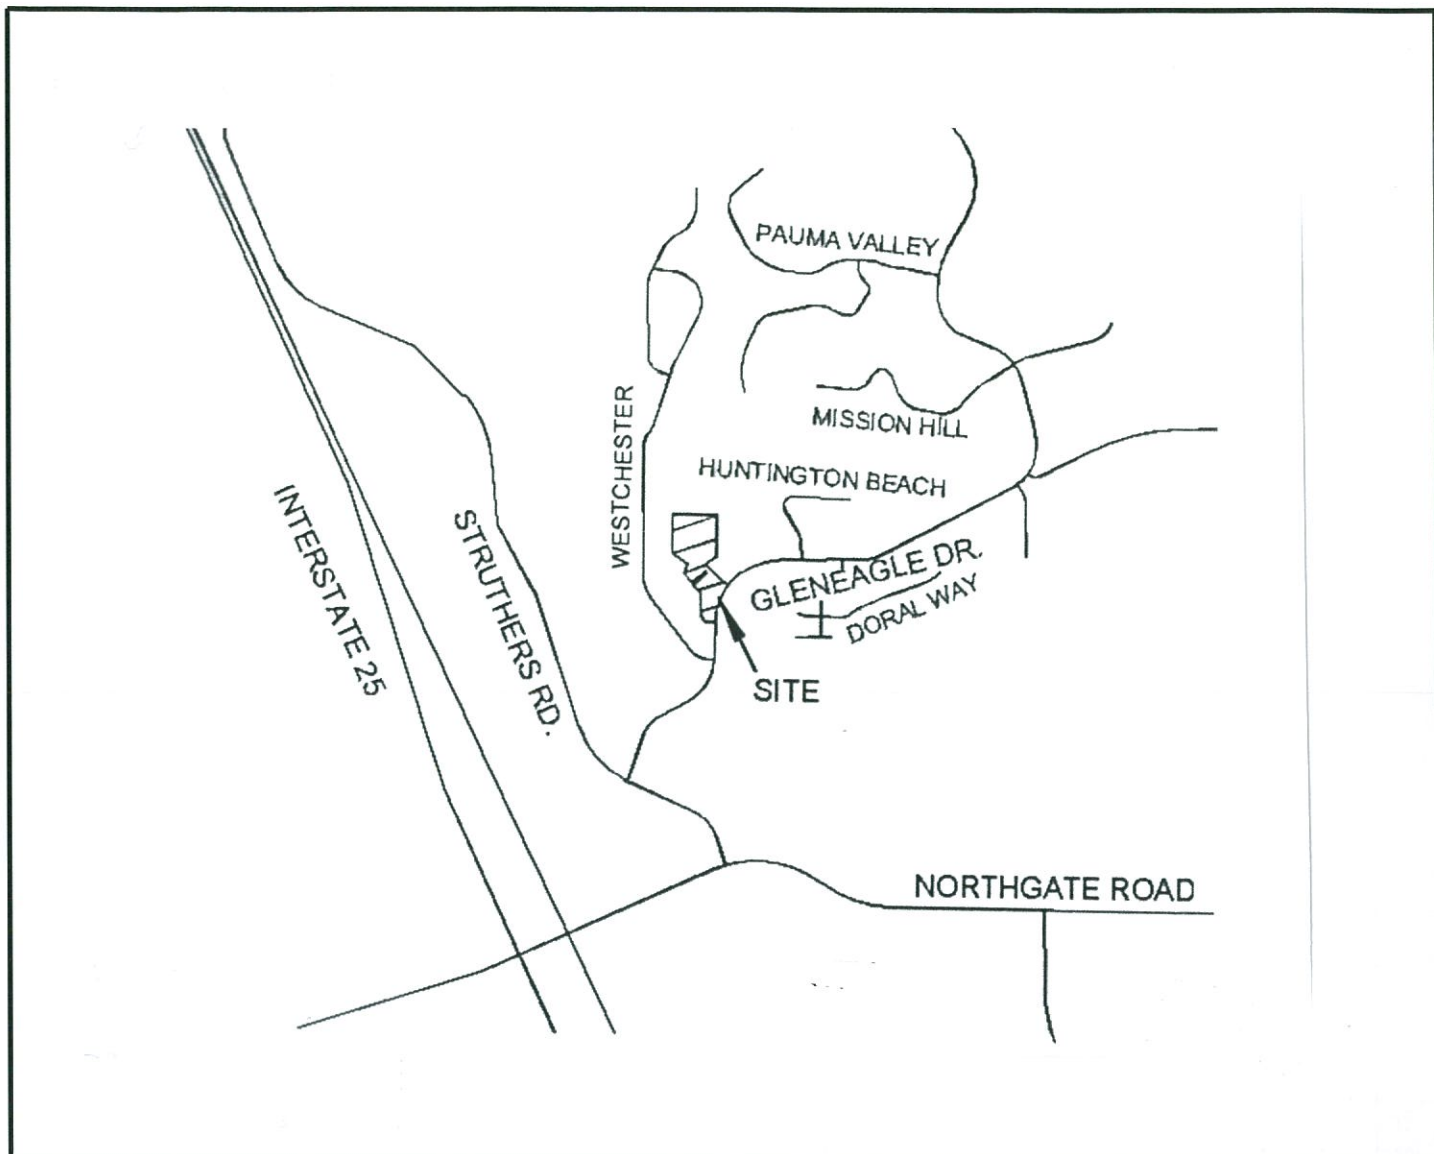 PAUMA VALLEY
MISSION HILL
WESTCHESTER
HUNTINGTON BEACH
INTERSTATE 25
STRUTHERS RD.
GLENEAGLE DR.
DORAL WAY
SITE
NORTHGATE ROAD